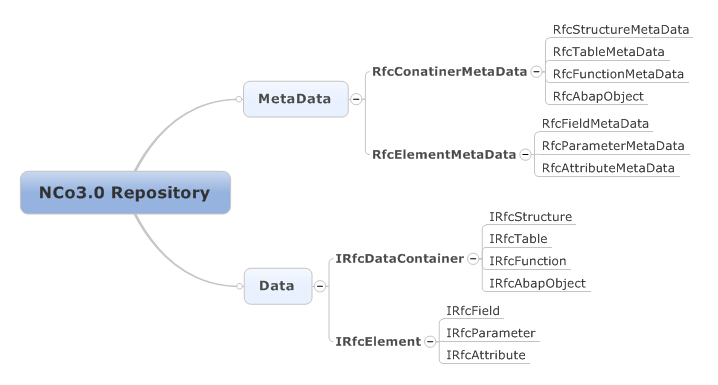 NCo3.0 Repository
MetaData
RfcConatinerMetaData
RfcStructureMetaData
RfcTableMetaData
RfcFunctionMetaData
RfcAbapObject
RfcElementMetaData
RfcFieldMetaData
RfcParameterMetaData
RfcAttributeMetaData
Data
IRfcDataContainer
IRfcStructure
IRfcTable
IRfcFunction
IRfcAbapObject
IRfcElement
IRfcField
IRfcParameter
IRfcAttribute